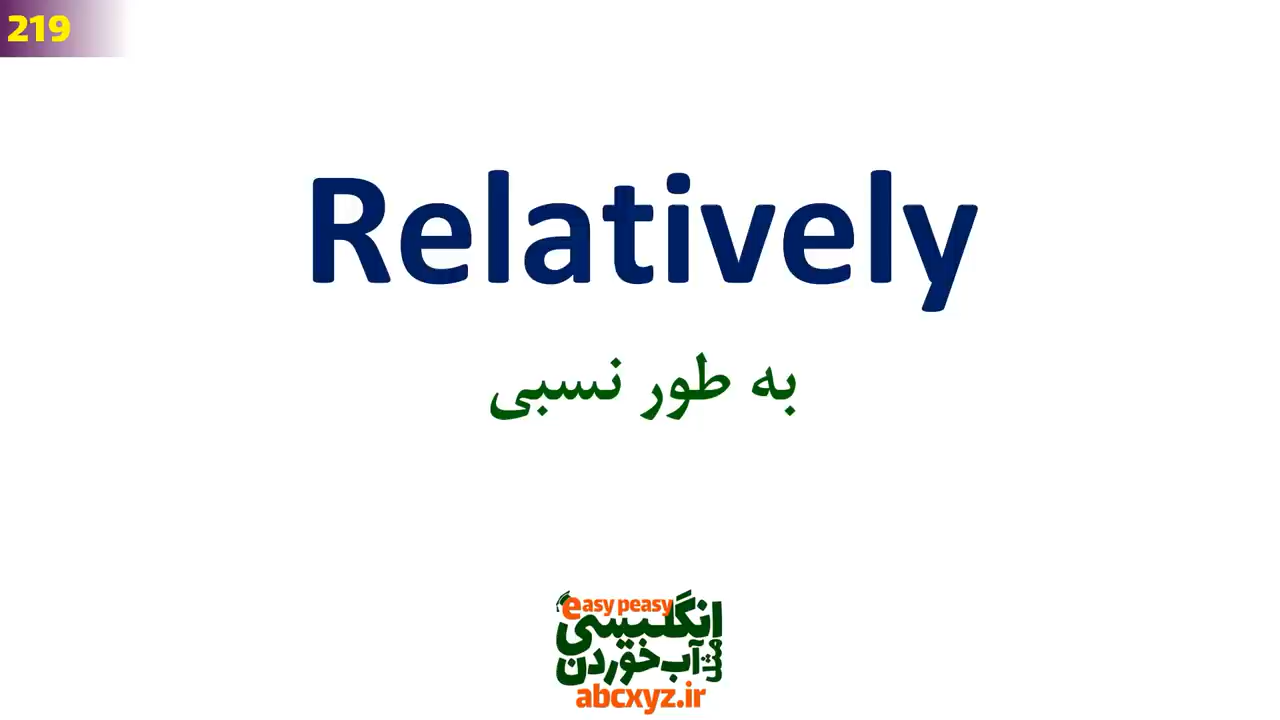 219
Relatively
به طور نسبی
easy peasy
انگلیسی
مثل
آب خوردن
abcxyz.ir